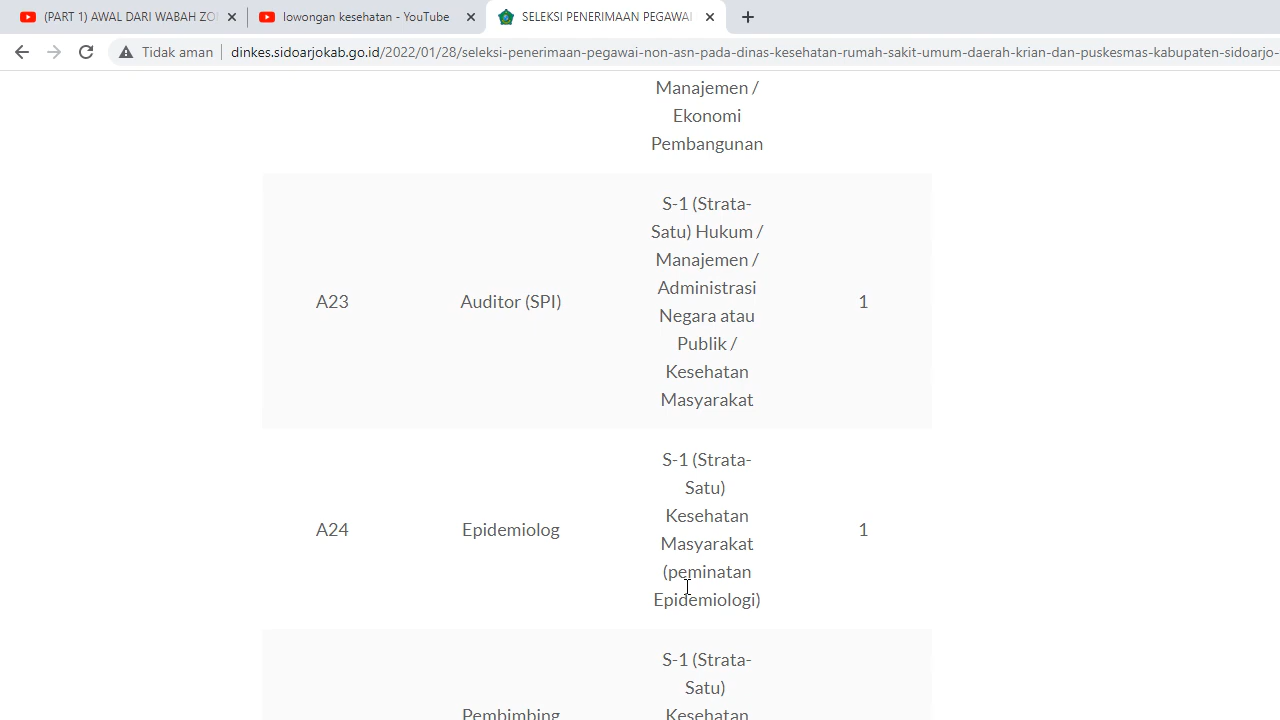 (PART 1) AWAL DARI WABAH ZO
lowongan kesehatan - YouTube
SELEKSI PENERIMAAN PEGAWAI
Tidak aman
dinkes.sidoarjokab.go.id/2022/01/28/seleksi-penerimaan-pegawai-non-asn-pada-dinas-kesehatan-rumah-sakit-umum-daerah-krian-dan-puskesmas-kabupaten-sidoarjo-
Manajemen /
Ekonomi
Pembangunan
A23
Auditor (SPI)
S-1 (Strata-
Satu) Hukum /
Manajemen /
Administrasi
Negara atau
Publik /
Kesehatan
Masyarakat
1
A24
Epidemiolog
S-1 (Strata-
Satu)
Kesehatan
Masyarakat
(peminatan
Epidemiologi)
1
Pembimbing
S-1 (Strata-
Satu)
Kesehatan